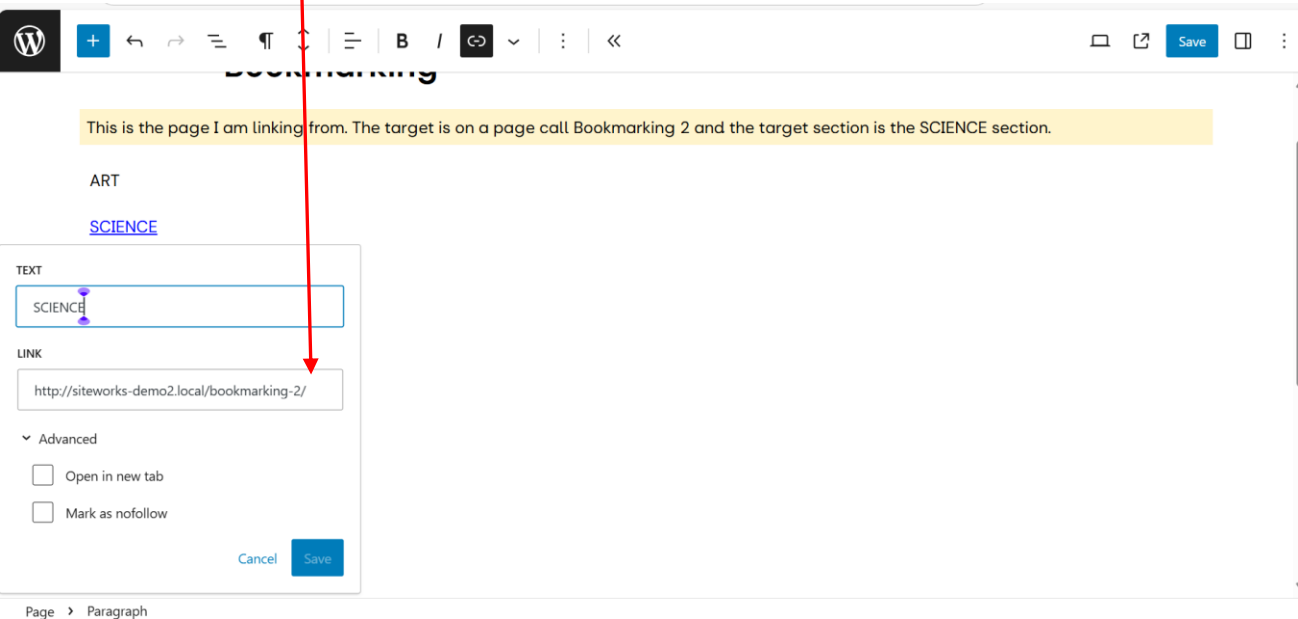 Save
Bookmarking
This is the page I am linking from. The target is on a page call Bookmarking 2 and the target section is the SCIENCE section.
ART
SCIENCE
TEXT
SCIENCE
LINK
http://siteworks-demo2.local/bookmarking-2/
Advanced
Open in new tab
Mark as nofollow
Cancel
Save
Page > Paragraph